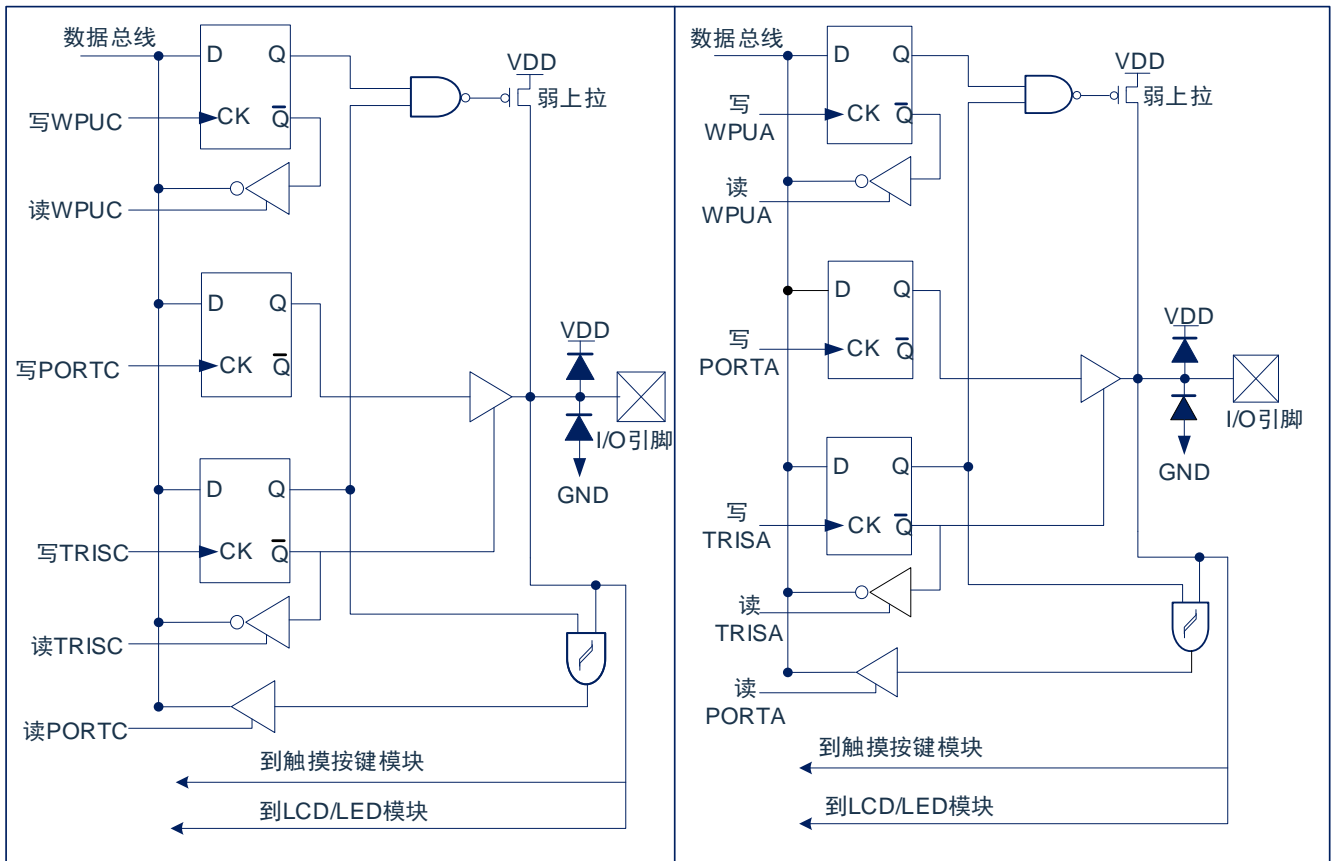 数据总线
D
Q
VDD
弱上拉
写WPUC
CK
Q
读WPUC
D
Q
写PORTC
CK
Q
VDD
I/O引脚
GND
D
Q
写TRISC
CK
Q
读TRISC
读PORTC
到触摸按键模块
到LCD/LED模块
数据总线
D
Q
VDD
弱上拉
写
WPUA
CK
Q
读
WPUA
D
Q
写
PORTA
CK
Q
VDD
I/O引脚
GND
D
Q
写
TRISA
CK
Q
读
TRISA
读
PORTA
到触摸按键模块
到LCD/LED模块